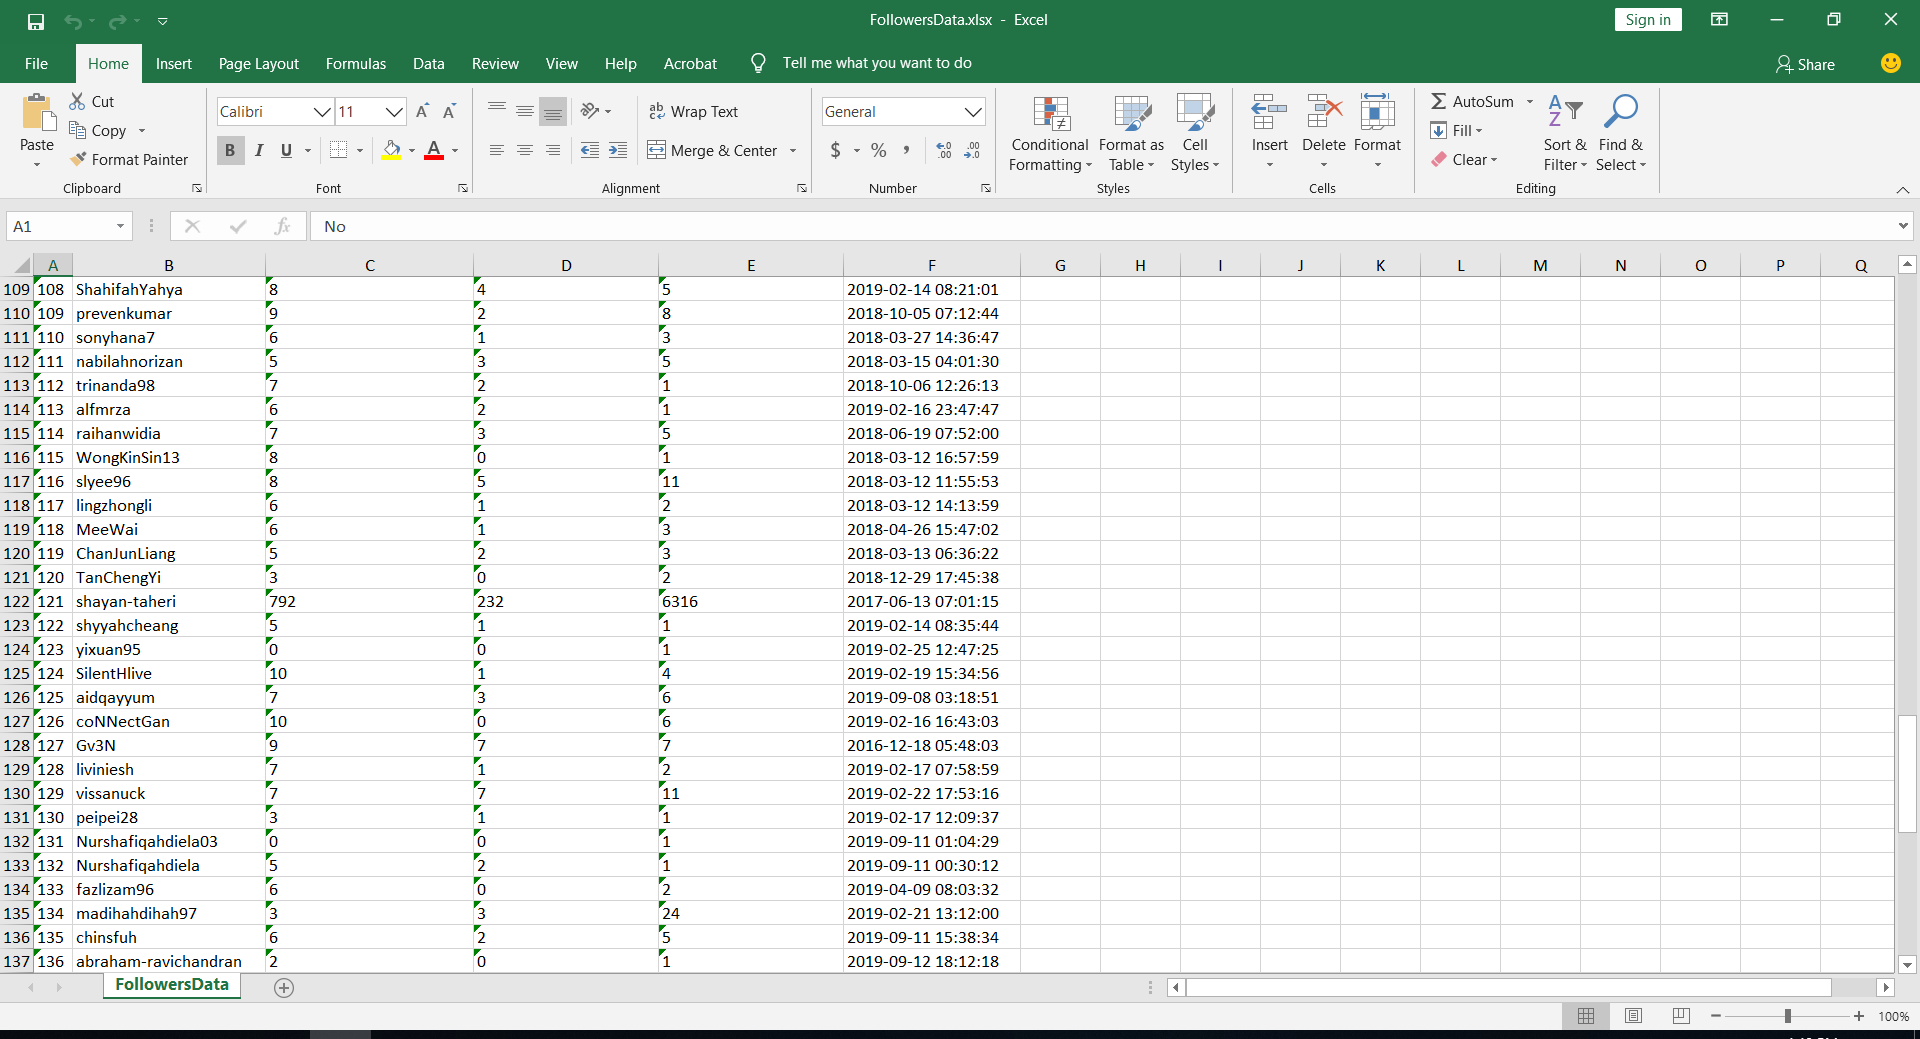 FollowersData.xlsx - Excel
Sign in
File Home Insert Page Layout Formulas Data Review View Help Acrobat Tell me what you want to do Share
Paste
Cut
Copy
Format Painter
Clipboard
Calibri 11 A A
B I U A
Font
ab Wrap Text
Merge & Center
Alignment
General
$ % ,
Number
Conditional Formatting
Format as Table
Cell Styles
Styles
Insert Delete Format
Cells
AutoSum
Fill
Clear
Sort & Filter
Find & Select
Editing
A1 fx No
A B C D E F G H I J K L M N O P Q
109 108 ShahifahYahya 8 4 5 2019-02-14 08:21:01
110 109 prevenkumar 9 2 8 2018-10-05 07:12:44
111 110 sonyhana7 6 1 3 2018-03-27 14:36:47
112 111 nabilahnorizan 5 3 5 2018-03-15 04:01:30
113 112 trinanda98 7 2 1 2018-10-06 12:26:13
114 113 alfmrza 6 2 1 2019-02-16 23:47:47
115 114 raihanwidia 7 3 5 2018-06-19 07:52:00
116 115 WongKinSin13 8 0 1 2018-03-12 16:57:59
117 116 slyee96 8 5 11 2018-03-12 11:55:53
118 117 lingzhongli 6 1 2 2018-03-12 14:13:59
119 118 MeeWai 6 1 3 2018-04-26 15:47:02
120 119 ChanJunLiang 5 2 3 2018-03-13 06:36:22
121 120 TanChengYi 3 0 2 2018-12-29 17:45:38
122 121 shayan-taheri 792 232 6316 2017-06-13 07:01:15
123 122 shyyahcheang 5 1 1 2019-02-14 08:35:44
124 123 yixuan95 0 0 1 2019-02-25 12:47:25
125 124 SilentHlive 10 1 4 2019-02-19 15:34:56
126 125 aidqayyum 7 3 6 2019-09-08 03:18:51
127 126 coNNectGan 10 0 6 2019-02-16 16:43:03
128 127 Gv3N 9 7 7 2016-12-18 05:48:03
129 128 liviniesh 7 1 2 2019-02-17 07:58:59
130 129 vissanuck 7 7 11 2019-02-22 17:53:16
131 130 peipei28 3 1 1 2019-02-17 12:09:37
132 131 Nurshafiqahdiela03 0 0 1 2019-09-11 01:04:29
133 132 Nurshafiqahdiela 5 2 1 2019-09-11 00:30:12
134 133 fazlizam96 6 0 2 2019-04-09 08:03:32
135 134 madihahdihah97 3 3 24 2019-02-21 13:12:00
136 135 chinsfuh 6 2 5 2019-09-11 15:38:34
137 136 abraham-ravichandran 2 0 1 2019-09-12 18:12:18
FollowersData
100%